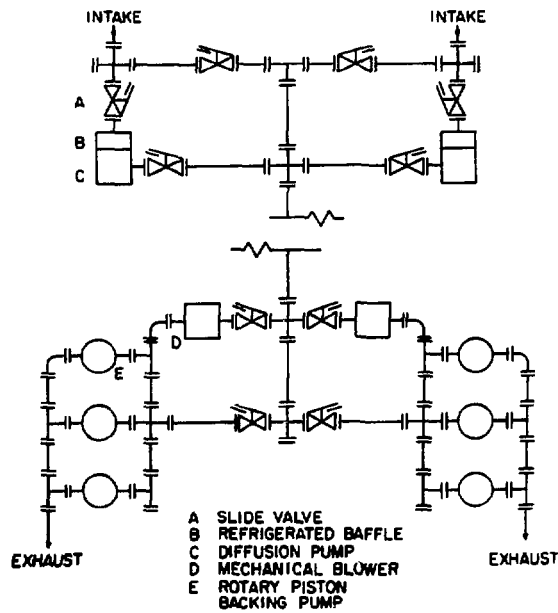 INTAKE INTAKE
A
B
C
D
E
EXHAUST EXHAUST
A SLIDE VALVE
B REFRIGERATED BAFFLE
C DIFFUSION PUMP
D MECHANICAL BLOWER
E ROTARY PISTON
BACKING PUMP